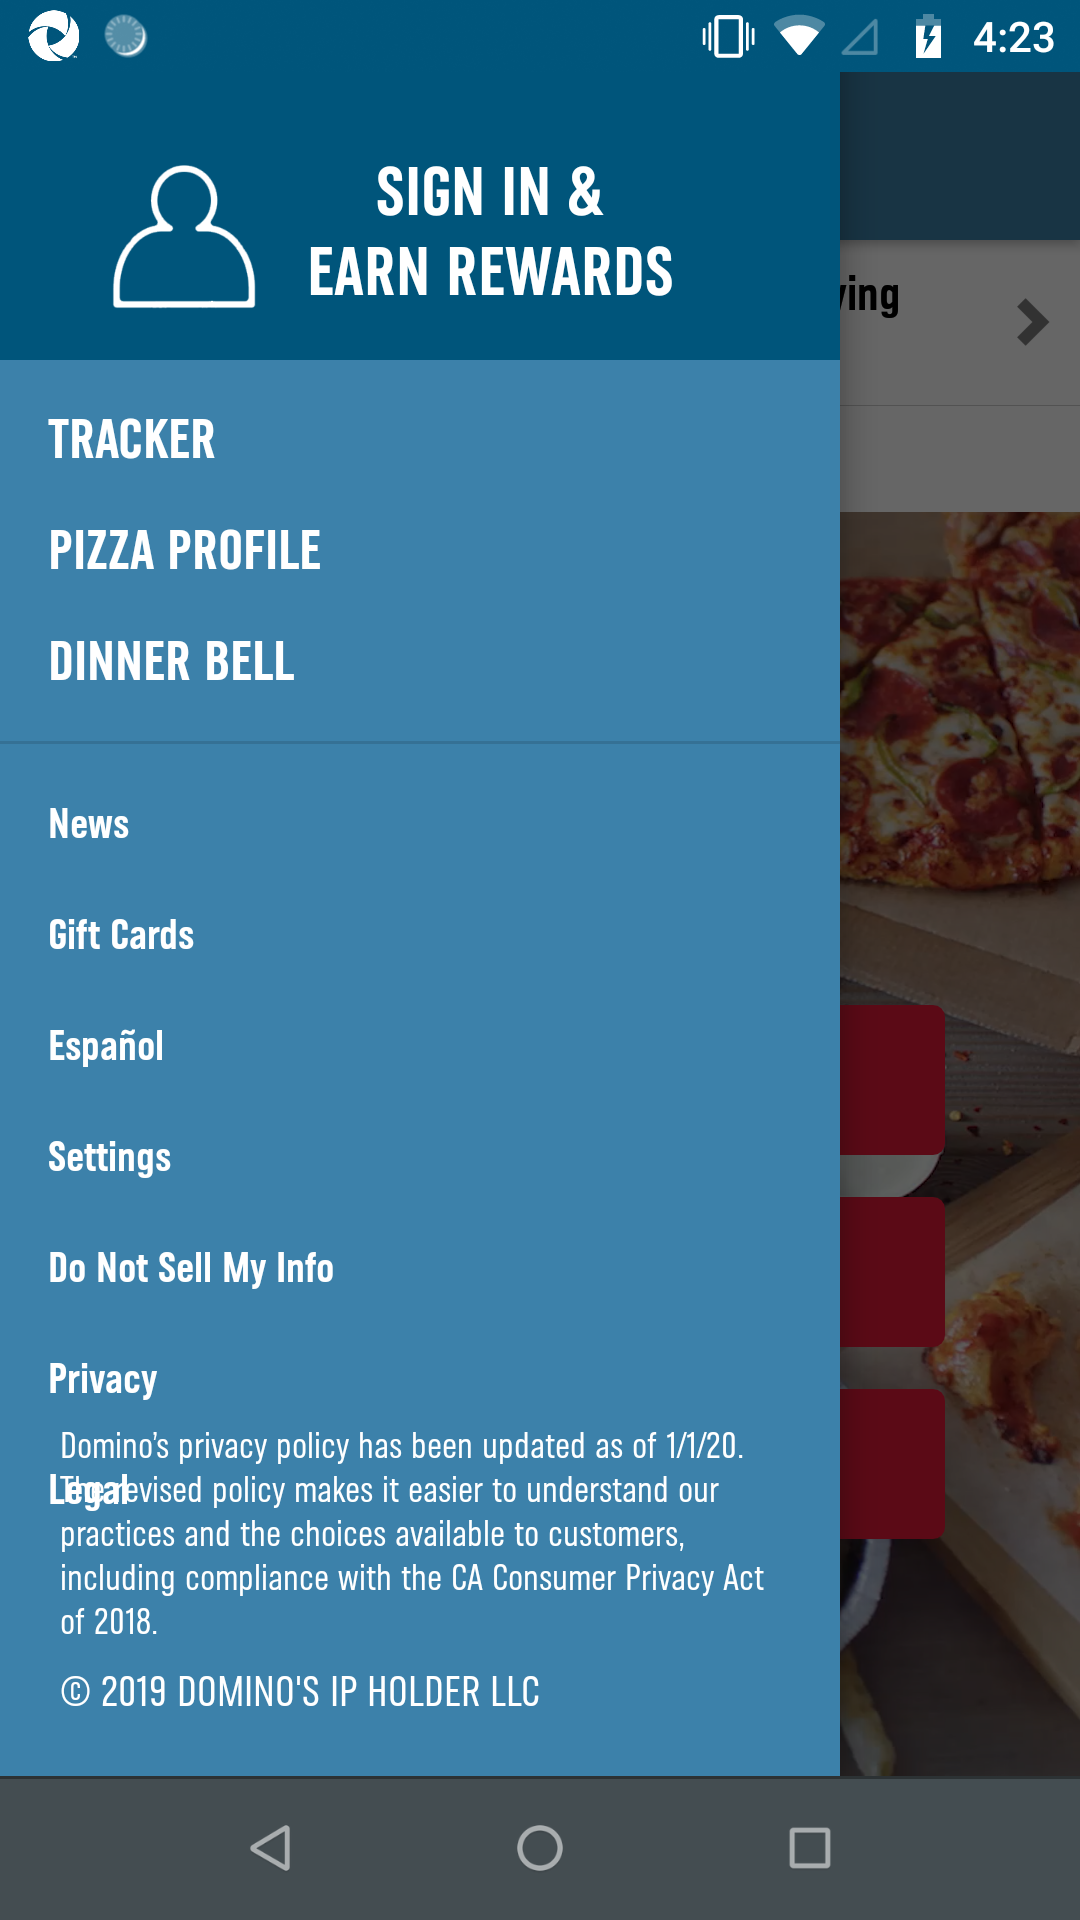 4:23
SIGN IN &
EARN REWARDS
TRACKER
PIZZA PROFILE
DINNER BELL
News
Gift Cards
Español
Settings
Do Not Sell My Info
Privacy
Domino's privacy policy has been updated as of 1/1/20.
Legal
The revised policy makes it easier to understand our
practices and the choices available to customers,
including compliance with the CA Consumer Privacy Act
of 2018.
© 2019 DOMINO'S IP HOLDER LLC